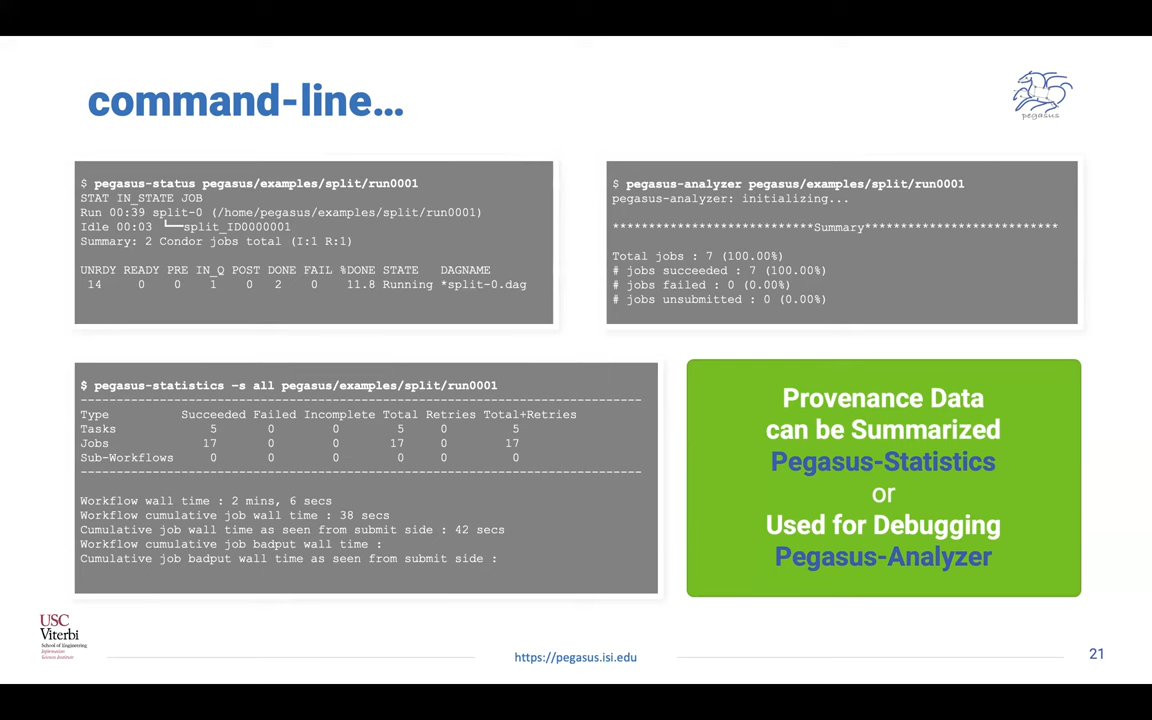 command-line...
pegasus
$ pegasus-status pegasus/examples/split/run0001
STAT IN_STATE JOB
Run 00:39 split-0 (/home/pegasus/examples/split/run0001)
Idle 00:03 ┗━━split_ID0000001
Summary: 2 Condor jobs total (I:1 R:1)
UNRDY READY PRE IN_Q POST DONE FAIL %DONE STATE DAGNAME
14 0 0 1 0 2 0 11.8 Running *split-0.dag
$ pegasus-analyzer pegasus/examples/split/run0001
pegasus-analyzer: initializing...
****************************Summary***************************
Total jobs : 7 (100.00%)
# jobs succeeded : 7 (100.00%)
# jobs failed : 0 (0.00%)
# jobs unsubmitted : 0 (0.00%)
$ pegasus-statistics –s all pegasus/examples/split/run0001
------------------------------------------------------------------------------
Type Succeeded Failed Incomplete Total Retries Total+Retries
Tasks 5 0 0 5 0 5
Jobs 17 0 0 17 0 17
Sub-Workflows 0 0 0 0 0 0
------------------------------------------------------------------------------
Workflow wall time : 2 mins, 6 secs
Workflow cumulative job wall time : 38 secs
Cumulative job wall time as seen from submit side : 42 secs
Workflow cumulative job badput wall time :
Cumulative job badput wall time as seen from submit side :
Provenance Data
can be Summarized
Pegasus-Statistics
or
Used for Debugging
Pegasus-Analyzer
USC
Viterbi
School of Engineering
Information
Sciences Institute
https://pegasus.isi.edu
21